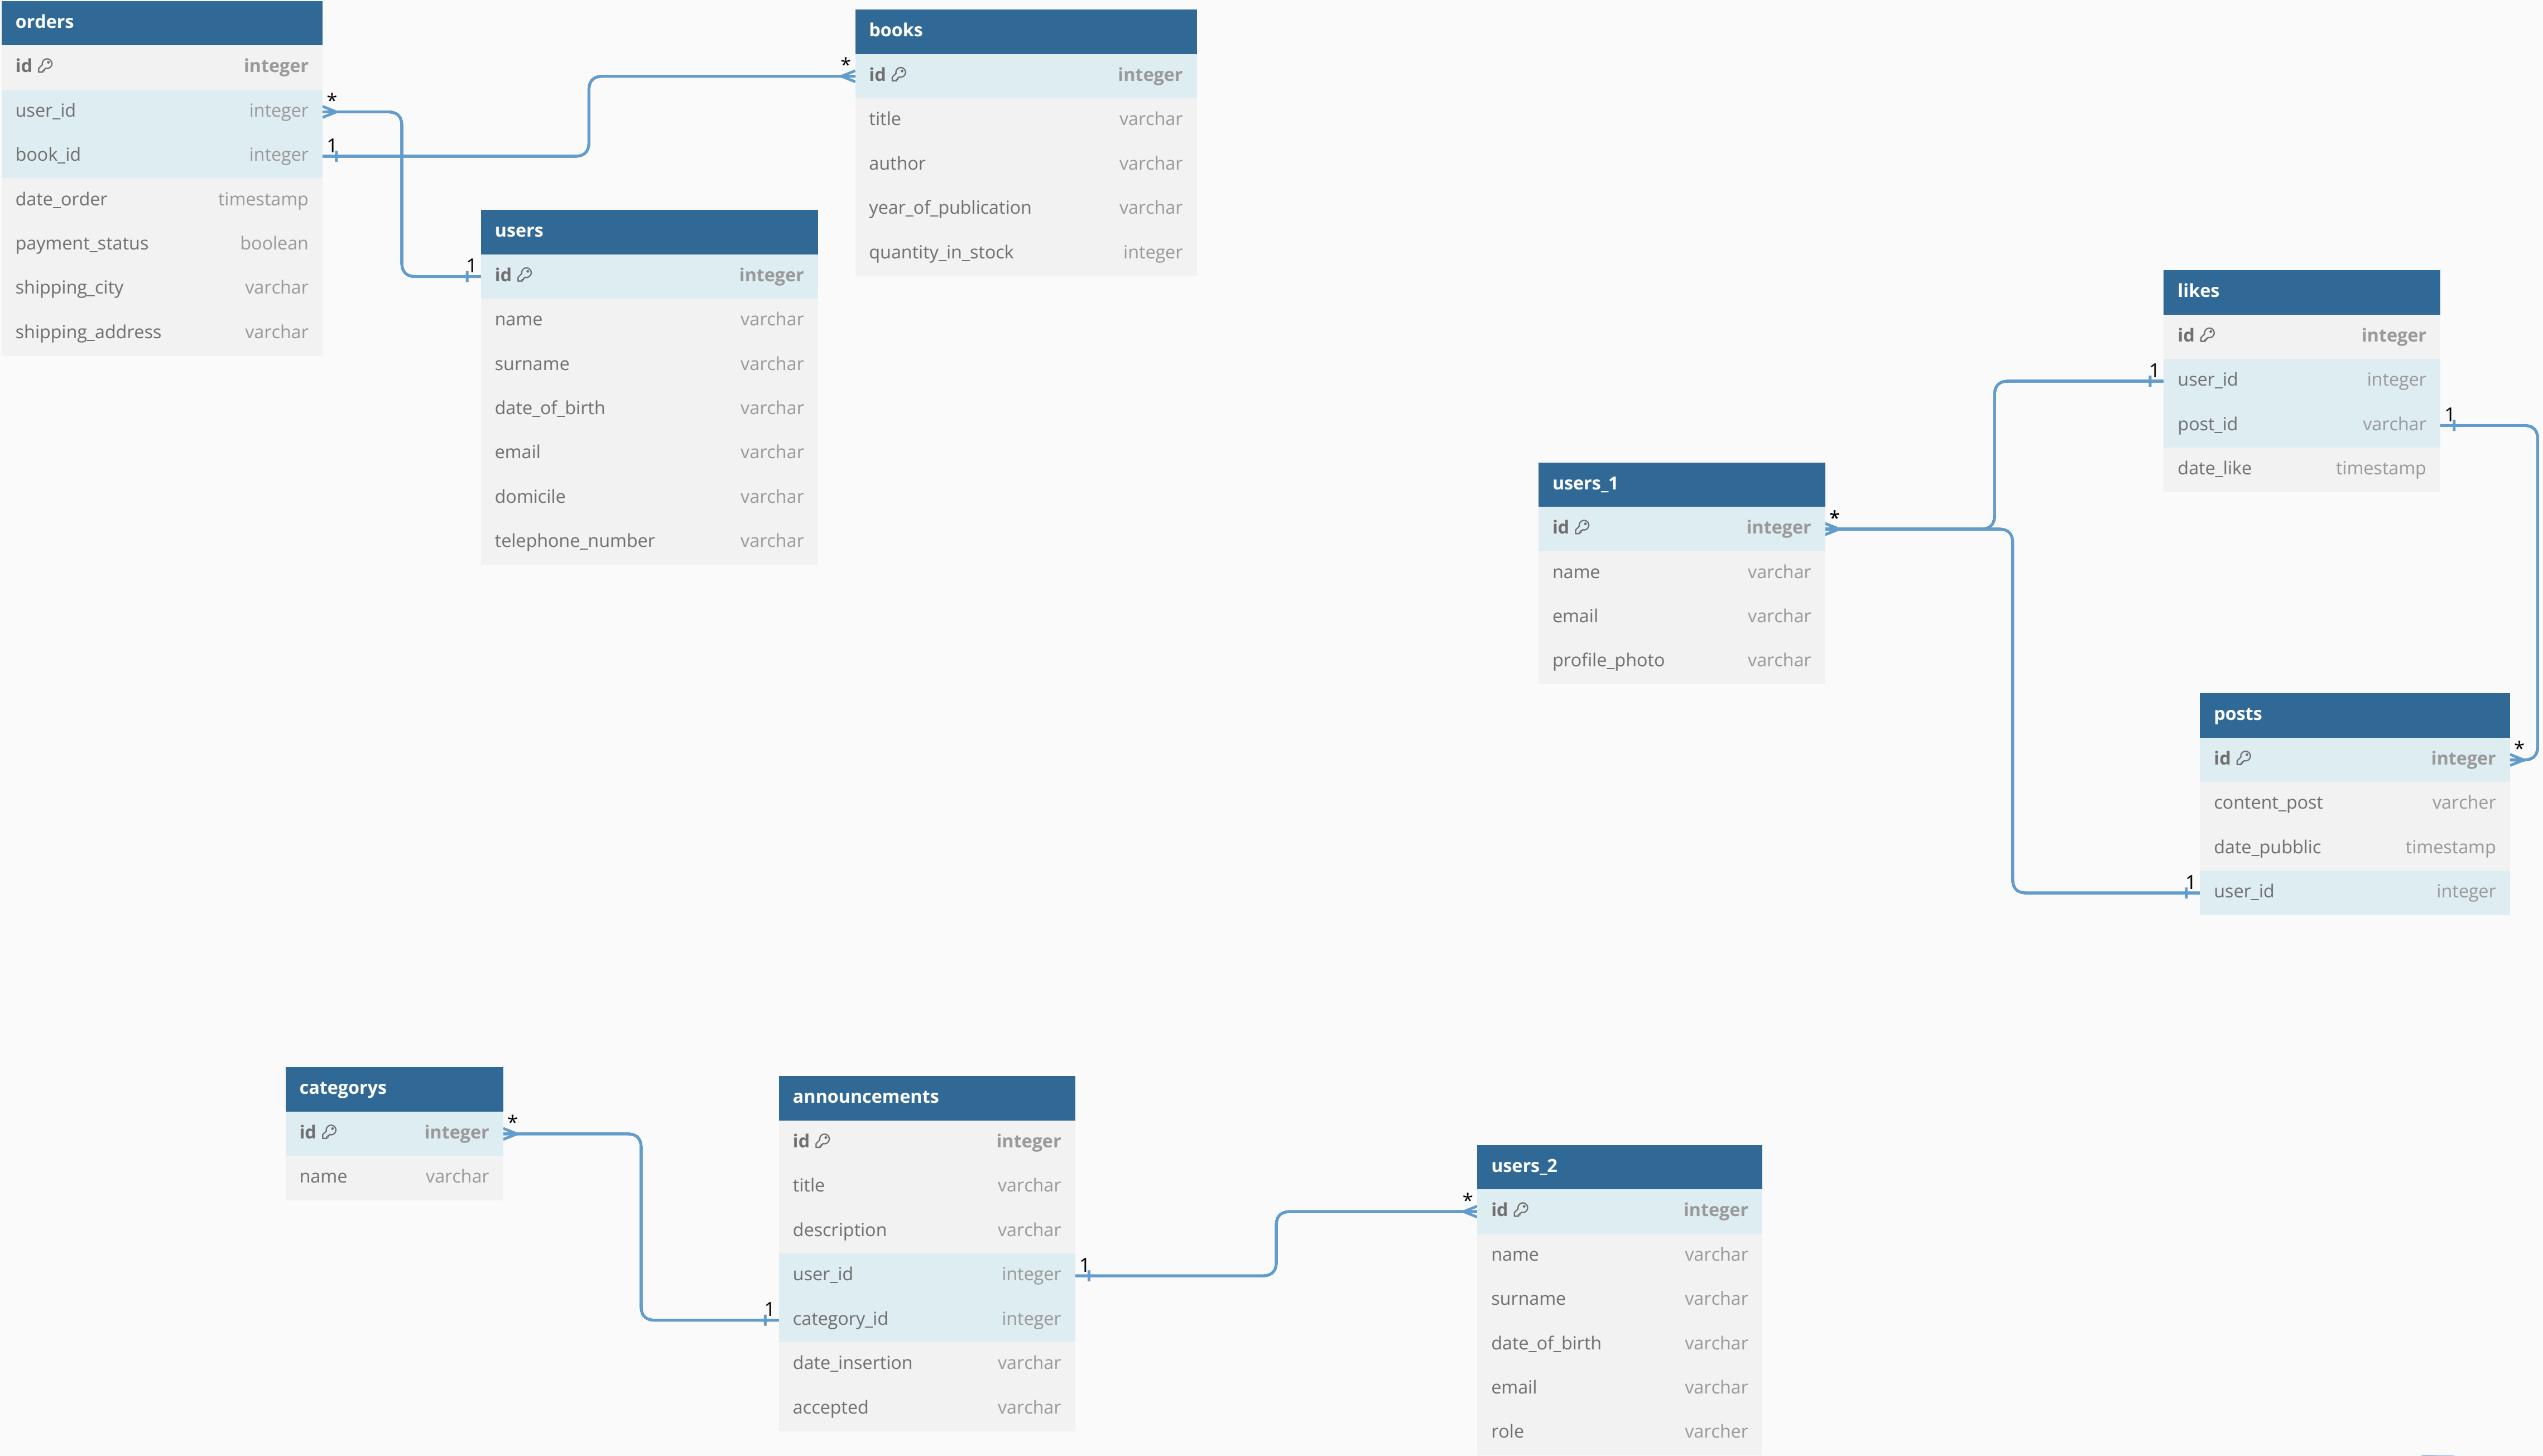 orders
id integer
user_id integer
book_id integer
date_order timestamp
payment_status boolean
shipping_city varchar
shipping_address varchar
* 1
books
* id integer
title varchar
author varchar
year_of_publication varchar
quantity_in_stock integer
users
1 id integer
name varchar
surname varchar
date_of_birth varchar
email varchar
domicile varchar
telephone_number varchar
likes
id integer
1 user_id integer
post_id varchar 1
date_like timestamp
users_1
id integer *
name varchar
email varchar
profile_photo varchar
posts
id integer *
content_post varcher
date_pubblic timestamp
1 user_id integer
categorys
id integer *
name varchar
announcements
id integer
title varchar
description varchar
user_id integer 1
1 category_id integer
date_insertion varchar
accepted varchar
users_2
* id integer
name varchar
surname varchar
date_of_birth varchar
email varchar
role varcher